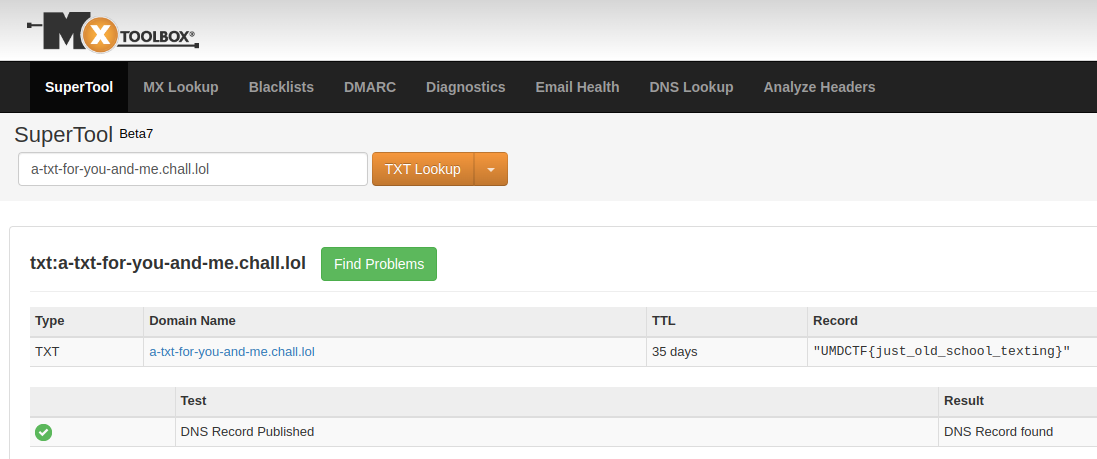 MX TOOLBOX®
SuperTool MX Lookup Blacklists DMARC Diagnostics Email Health DNS Lookup Analyze Headers
SuperTool Beta7
a-txt-for-you-and-me.chall.lol TXT Lookup
txt:a-txt-for-you-and-me.chall.lol Find Problems
Type Domain Name TTL Record
TXT a-txt-for-you-and-me.chall.lol 35 days "UMDCTF{just_old_school_texting}"
Test Result
DNS Record Published DNS Record found